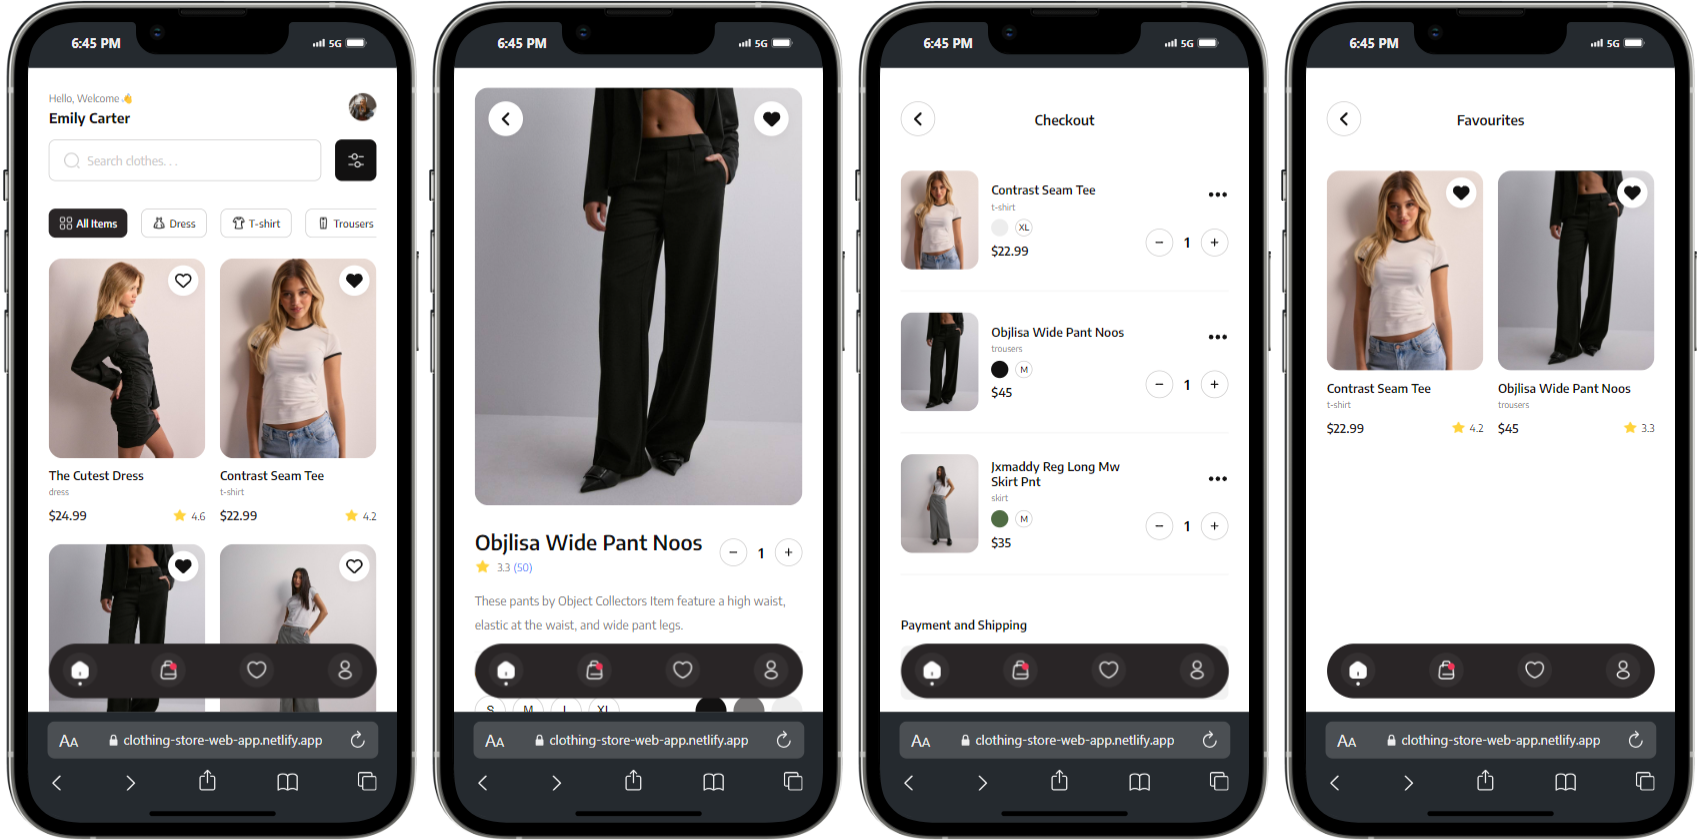 6:45 PM
5G
Hello, Welcome
Emily Carter
Search clothes. . .
All Items
Dress
T-shirt
Trousers
The Cutest Dress
dress
$24.99
4.6
Contrast Seam Tee
t-shirt
$22.99
4.2
AA
clothing-store-web-app.netlify.app
6:45 PM
5G
Objlisa Wide Pant Noos
1
3.3 (50)
These pants by Object Collectors Item feature a high waist,
elastic at the waist, and wide pant legs.
S
M
L
XL
AA
clothing-store-web-app.netlify.app
6:45 PM
5G
Checkout
Contrast Seam Tee
t-shirt
XL
$22.99
1
Objlisa Wide Pant Noos
trousers
M
$45
1
Jxmaddy Reg Long Mw
Skirt Pnt
skirt
M
$35
1
Payment and Shipping
AA
clothing-store-web-app.netlify.app
6:45 PM
5G
Favourites
Contrast Seam Tee
t-shirt
$22.99
4.2
Objlisa Wide Pant Noos
trousers
$45
3.3
AA
clothing-store-web-app.netlify.app